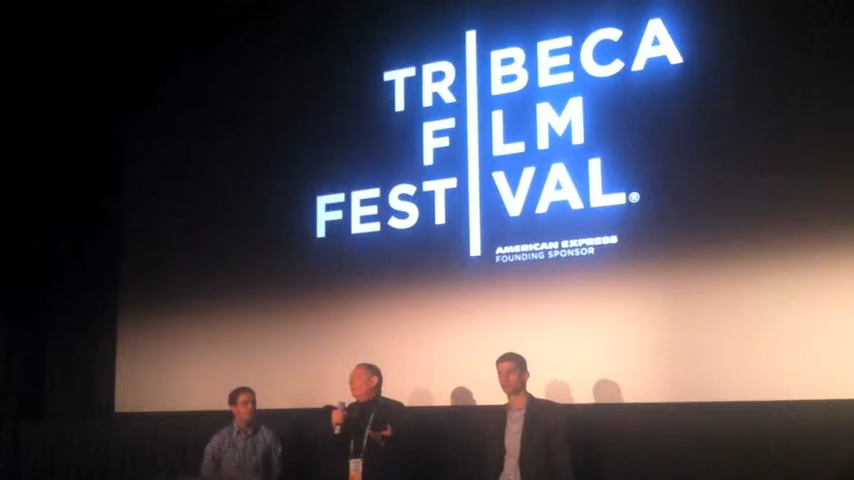 TRIBECA
FILM
FESTIVAL®
AMERICAN EXPRESS
FOUNDING SPONSOR